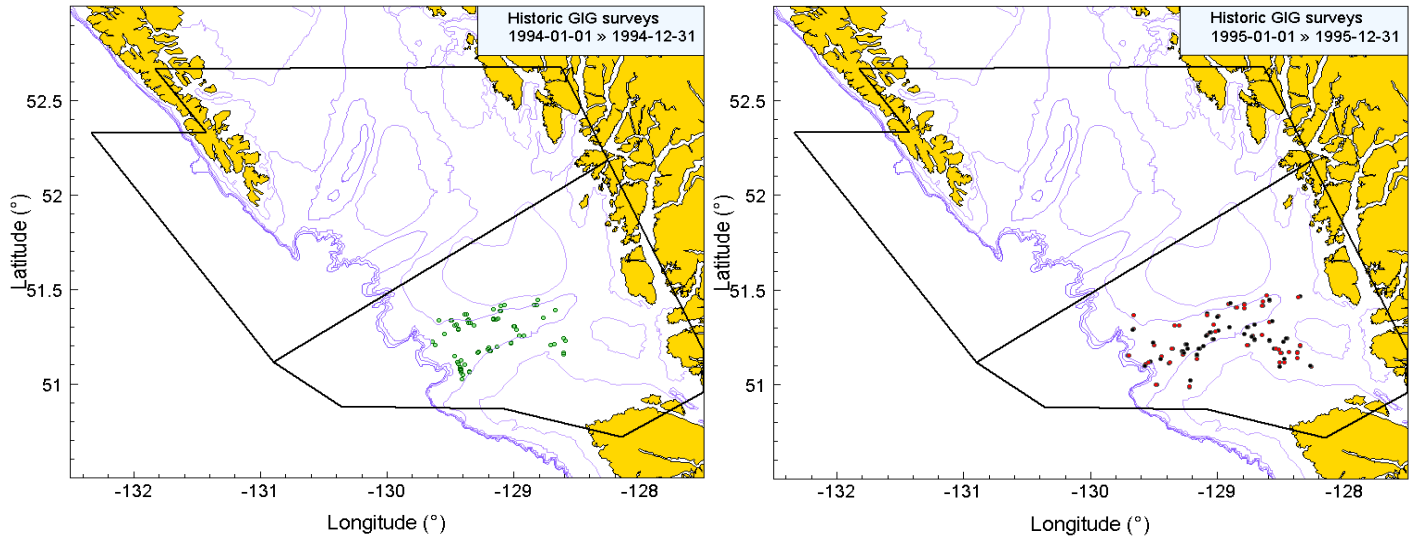 Historic GIG surveys
1994-01-01 » 1994-12-31
52.5
52
51.5
51
Latitude (°)
-132
-131
-130
-129
-128
Longitude (°)
Historic GIG surveys
1995-01-01 » 1995-12-31
52.5
52
51.5
51
Latitude (°)
-132
-131
-130
-129
-128
Longitude (°)